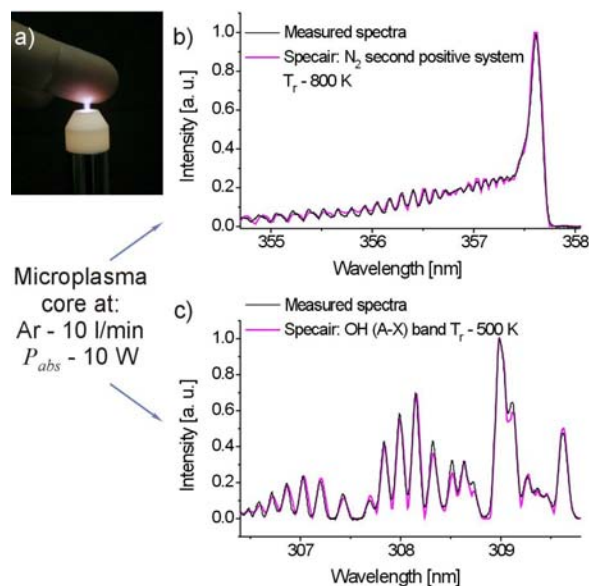 a)
b)
Measured spectra
Specair: N₂ second positive system
Tᵣ - 800 K
Intensity [a. u.]
1.0
0.8
0.6
0.4
0.2
0.0
355
356
357
358
Wavelength [nm]
Microplasma
core at:
Ar - 10 l/min
P_abs - 10 W
c)
Measured spectra
Specair: OH (A-X) band Tᵣ - 500 K
Intensity [a. u.]
1.0
0.8
0.6
0.4
0.2
0.0
307
308
309
Wavelength [nm]